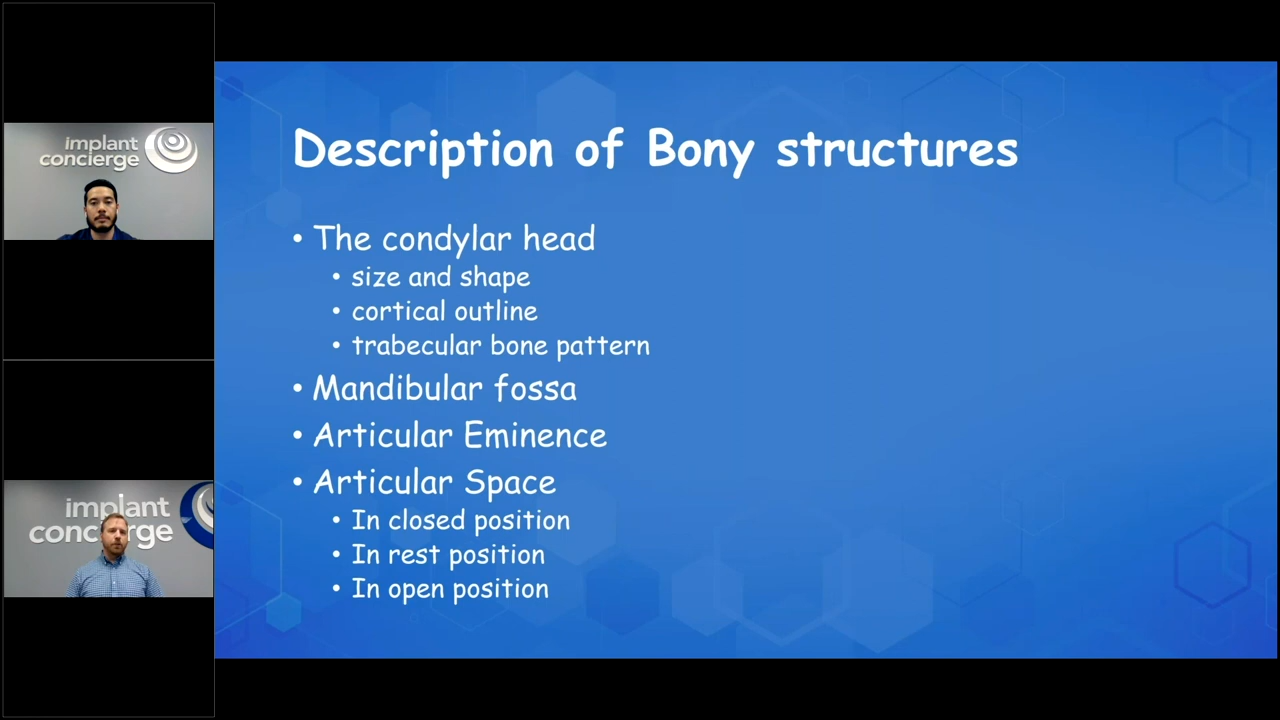 implant
concierge
implant
concierge
Description of Bony structures
• The condylar head
• size and shape
• cortical outline
• trabecular bone pattern
• Mandibular fossa
• Articular Eminence
• Articular Space
• In closed position
• In rest position
• In open position